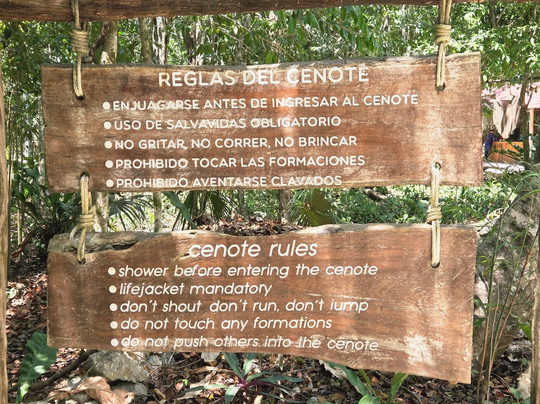 REGLAS DEL CENOTE
• ENJUAGARSE ANTES DE INGRESAR AL CENOTE
• USO DE SALVAVIDAS OBLIGATORIO
• NO GRITAR, NO CORRER, NO BRINCAR
• PROHIBIDO TOCAR LAS FORMACIONES
• PROHIBIDO AVENTARSE CLAVADOS
cenote rules
• shower before entering the cenote
• lifejacket mandatory
• don't shout don't run, don't jump
• do not touch any formations
• do not push others into the cenote